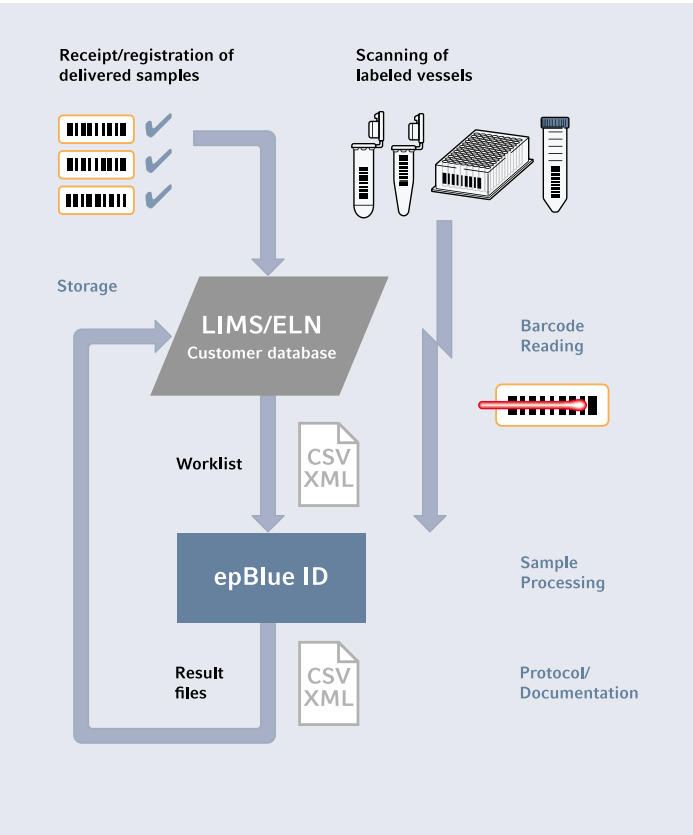 Receipt/registration of
delivered samples
Scanning of
labeled vessels
Storage
LIMS/ELN
Customer database
Barcode
Reading
Worklist
CSV
XML
epBlue ID
Sample
Processing
Result
files
CSV
XML
Protocol/
Documentation